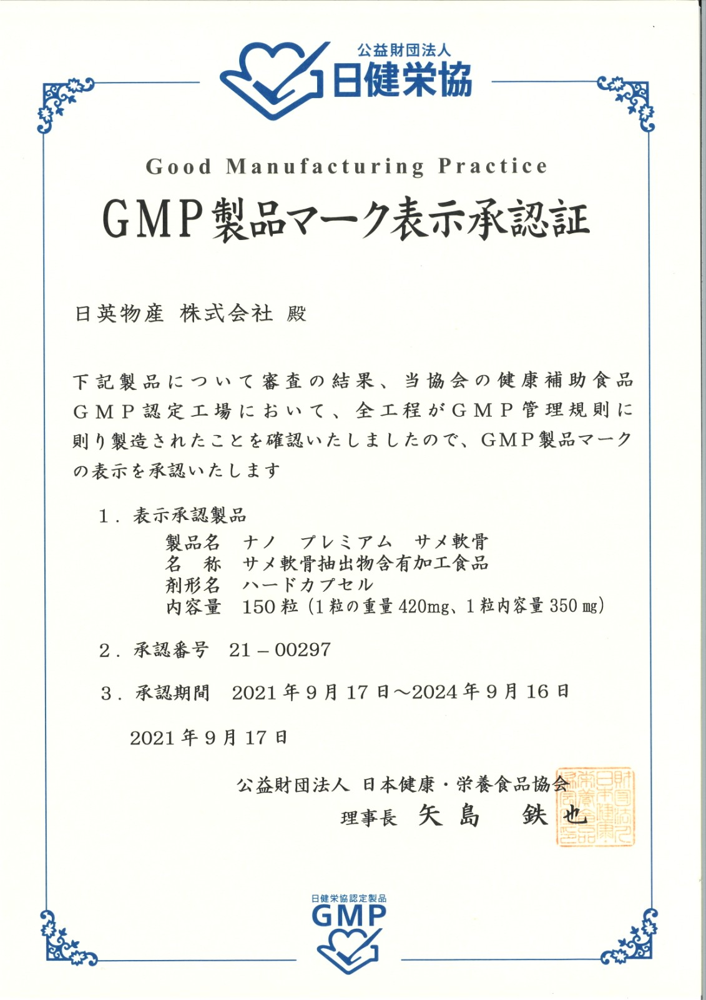 公益財団法人
日健栄協
Good Manufacturing Practice
GMP製品マーク表示承認証
日英物産 株式会社 殿
下記製品について審査の結果、当協会の健康補助食品
GMP認定工場において、全工程がGMP管理規則に
則り製造されたことを確認いたしましたので、GMP製品マーク
の表示を承認いたします
1. 表示承認製品
製品名 ナノ プレミアム サメ軟骨
名 称 サメ軟骨抽出物含有加工食品
剤形名 ハードカプセル
内容量 150粒(1粒の重量420mg、1粒内容量350㎎)
2. 承認番号 21－00297
3. 承認期間 2021年9月17日～2024年9月16日
2021年9月17日
公益財団法人 日本健康・栄養食品協会
理事長 矢島 鉄也
日健栄協認定製品
GMP